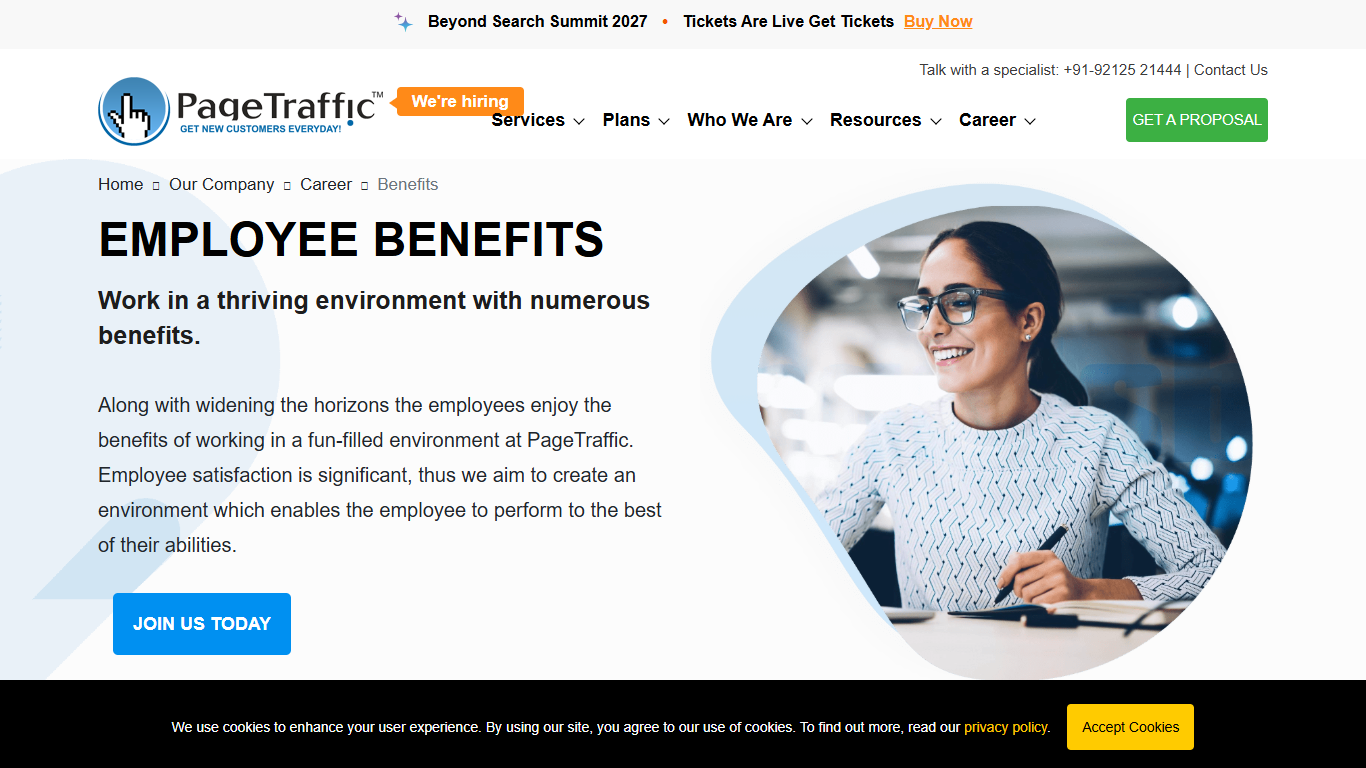 Beyond Search Summit 2027 • Tickets Are Live Get Tickets Buy Now
Talk with a specialist: +91-92125 21444 | Contact Us
PageTraffic™
GET NEW CUSTOMERS EVERYDAY!
We're hiring
Services Plans Who We Are Resources Career
GET A PROPOSAL
Home Our Company Career Benefits
EMPLOYEE BENEFITS
Work in a thriving environment with numerous
benefits.
Along with widening the horizons the employees enjoy the
benefits of working in a fun-filled environment at PageTraffic.
Employee satisfaction is significant, thus we aim to create an
environment which enables the employee to perform to the best
of their abilities.
JOIN US TODAY
We use cookies to enhance your user experience. By using our site, you agree to our use of cookies. To find out more, read our privacy policy.
Accept Cookies